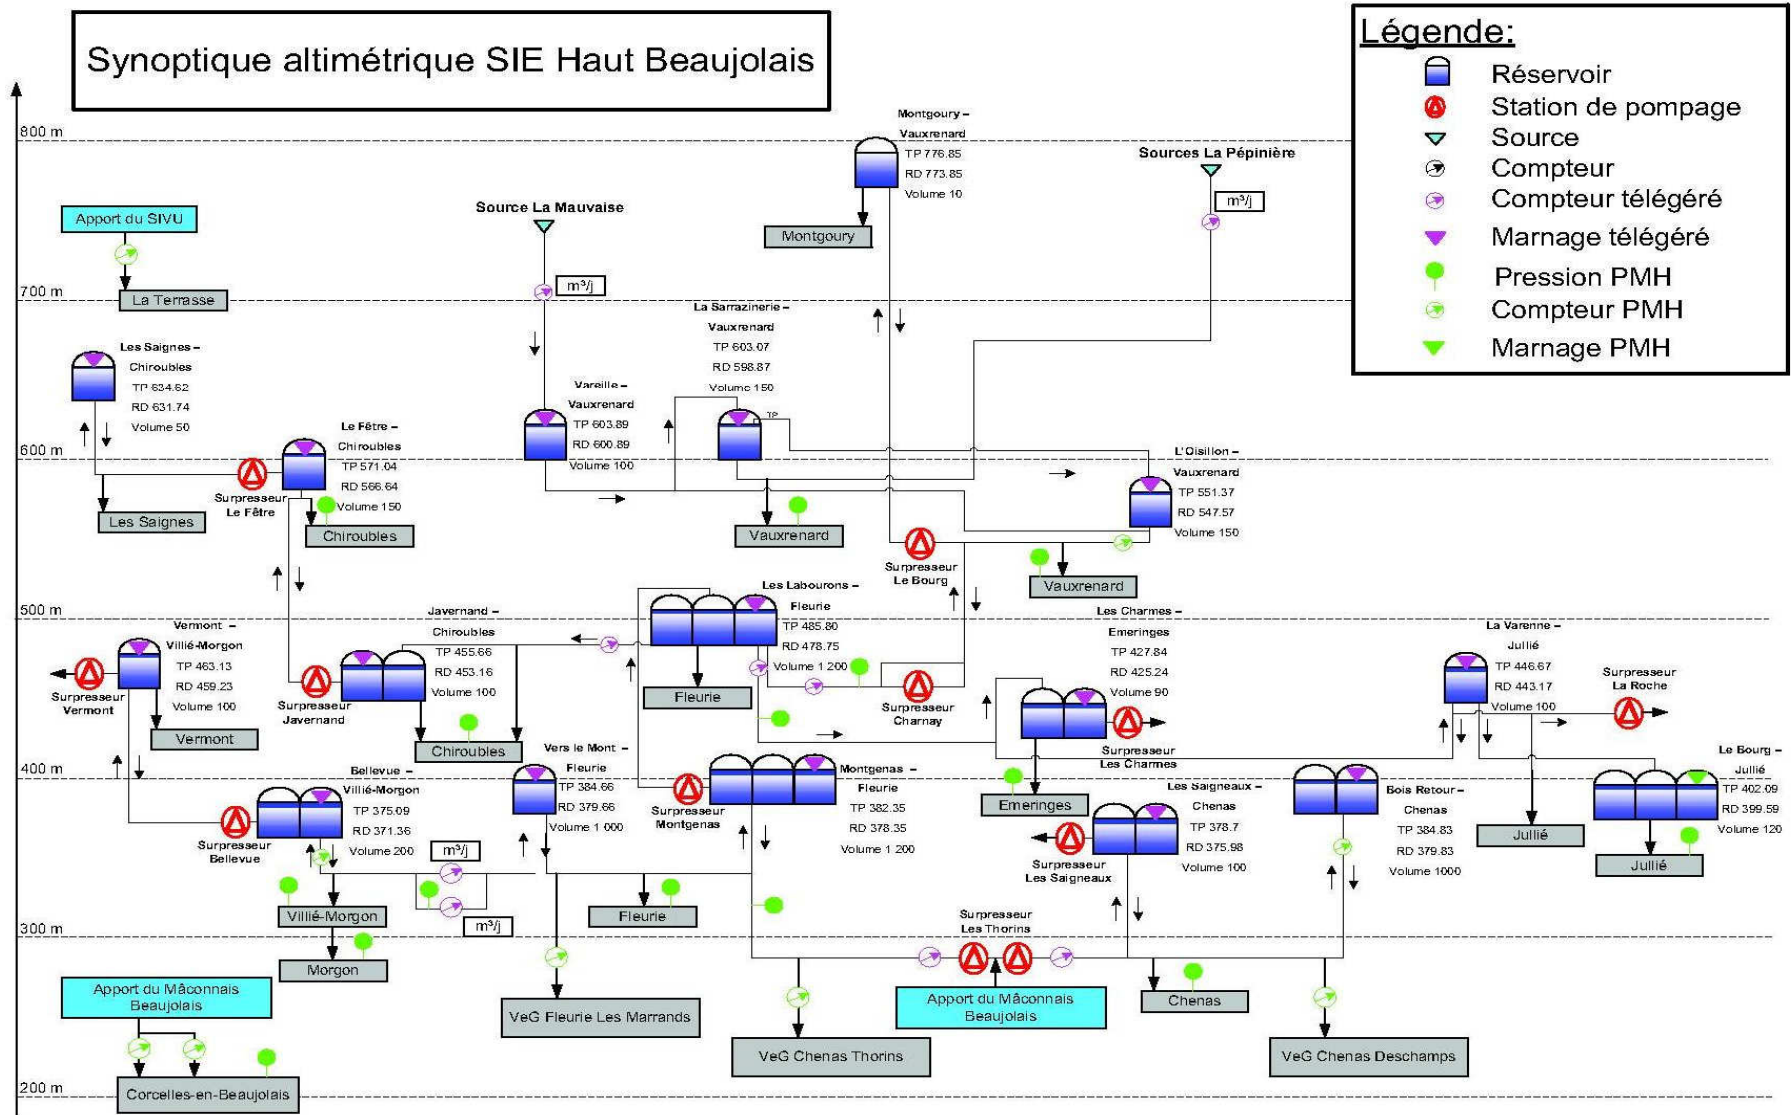 Synoptique altimétrique SIE Haut Beaujolais
Légende:
Réservoir
Station de pompage
Source
Compteur
Compteur télégéré
Marnage télégéré
Pression PMH
Compteur PMH
Marnage PMH
800 m
700 m
600 m
500 m
400 m
300 m
200 m
Apport du SIVU
La Terrasse
Les Saignes –
Chiroubles
TP 634.62
RD 631.74
Volume 50
Surpresseur
Le Fêtre
Les Saignes
Le Fêtre –
Chiroubles
TP 571.04
RD 566.64
Volume 150
Chiroubles
Source La Mauvaise
m³/j
Vareille –
Vauxrenard
TP 603.89
RD 600.89
Volume 100
La Sarrazinerie –
Vauxrenard
TP 603.07
RD 598.87
Volume 150
TP
Vauxrenard
Montgoury –
Vauxrenard
TP 776.85
RD 773.85
Volume 10
Montgoury
Sources La Pépinière
m³/j
L'Oisillon –
Vauxrenard
TP 551.37
RD 547.57
Volume 150
Surpresseur
Le Bourg
Vauxrenard
Vermont –
Villié-Morgon
TP 463.13
RD 459.23
Volume 100
Surpresseur
Vermont
Vermont
Javernand –
Chiroubles
TP 455.66
RD 453.16
Volume 100
Surpresseur
Javernand
Chiroubles
Les Labourons –
Fleurie
TP 485.80
RD 478.75
Volume 1 200
Fleurie
Surpresseur
Charnay
Les Charmes –
Emeringes
TP 427.84
RD 425.24
Volume 90
Surpresseur
Les Charmes
Emeringes
La Varenne –
Jullié
TP 446.67
RD 443.17
Volume 100
Surpresseur
La Roche
Jullié
Le Bourg –
Jullié
TP 402.09
RD 399.59
Volume 120
Jullié
Bellevue –
Villié-Morgon
TP 375.09
RD 371.36
Volume 200
Surpresseur
Bellevue
m³/j
m³/j
Villié-Morgon
Morgon
Vers le Mont –
Fleurie
TP 384.66
RD 379.66
Volume 1 000
Surpresseur
Montgenas
Montgenas –
Fleurie
TP 382.35
RD 378.35
Volume 1 200
Fleurie
Les Saigneaux –
Chenas
TP 378.7
RD 375.98
Volume 100
Surpresseur
Les Saigneaux
Bois Retour –
Chenas
TP 384.83
RD 379.83
Volume 1000
Surpresseur
Les Thorins
Apport du Mâconnais
Beaujolais
Chenas
Apport du Mâconnais
Beaujolais
Corcelles-en-Beaujolais
VeG Fleurie Les Marrands
VeG Chenas Thorins
VeG Chenas Deschamps